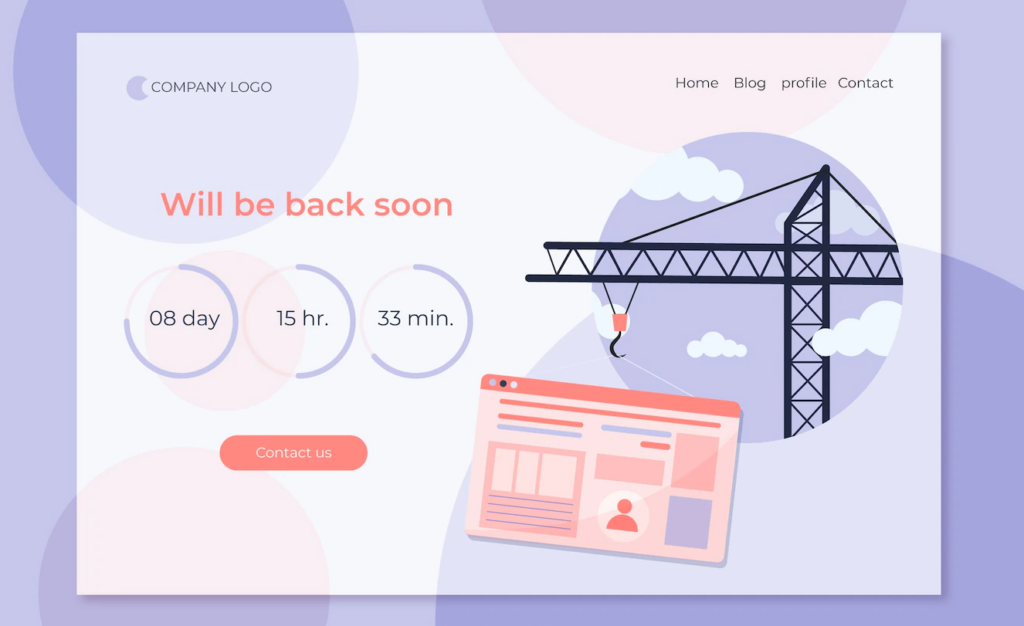 COMPANY LOGO
Home Blog profile Contact
Will be back soon
08 day 15 hr. 33 min.
Contact us